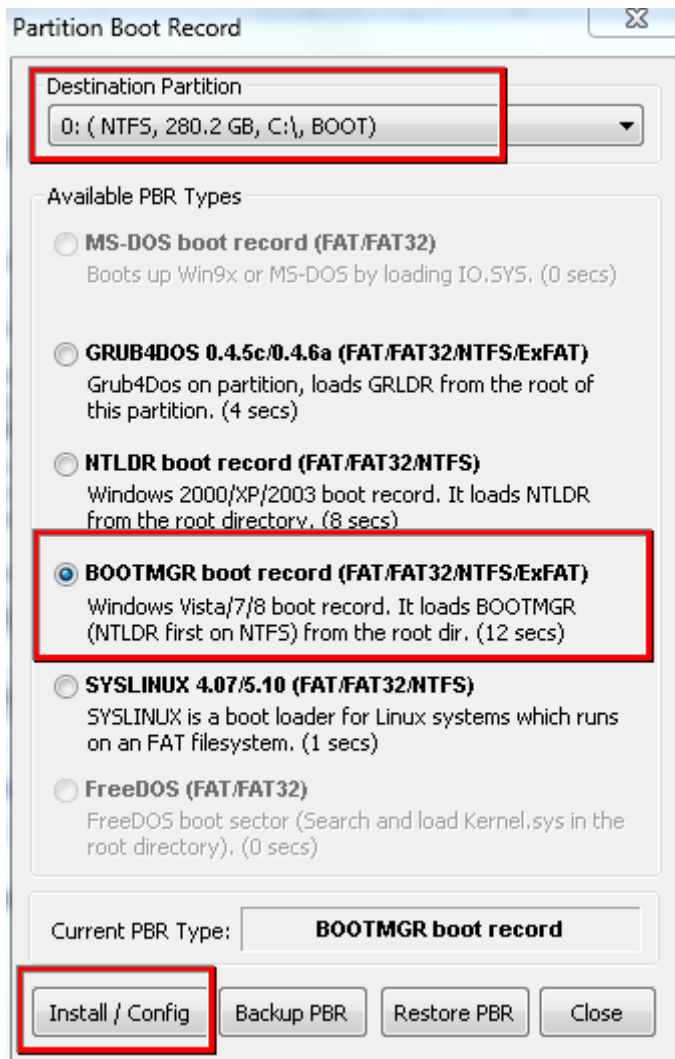 Partition Boot Record
Destination Partition
0: ( NTFS, 280.2 GB, C:\, BOOT)
Available PBR Types
MS-DOS boot record (FAT/FAT32)
Boots up Win9x or MS-DOS by loading IO.SYS. (0 secs)
GRUB4DOS 0.4.5c/0.4.6a (FAT/FAT32/NTFS/ExFAT)
Grub4Dos on partition, loads GRLDR from the root of
this partition. (4 secs)
NTLDR boot record (FAT/FAT32/NTFS)
Windows 2000/XP/2003 boot record. It loads NTLDR
from the root directory. (8 secs)
BOOTMGR boot record (FAT/FAT32/NTFS/ExFAT)
Windows Vista/7/8 boot record. It loads BOOTMGR
(NTLDR first on NTFS) from the root dir. (12 secs)
SYSLINUX 4.07/5.10 (FAT/FAT32/NTFS)
SYSLINUX is a boot loader for Linux systems which runs
on an FAT filesystem. (1 secs)
FreeDOS (FAT/FAT32)
FreeDOS boot sector (Search and load Kernel.sys in the
root directory). (0 secs)
Current PBR Type: BOOTMGR boot record
Install / Config Backup PBR Restore PBR Close